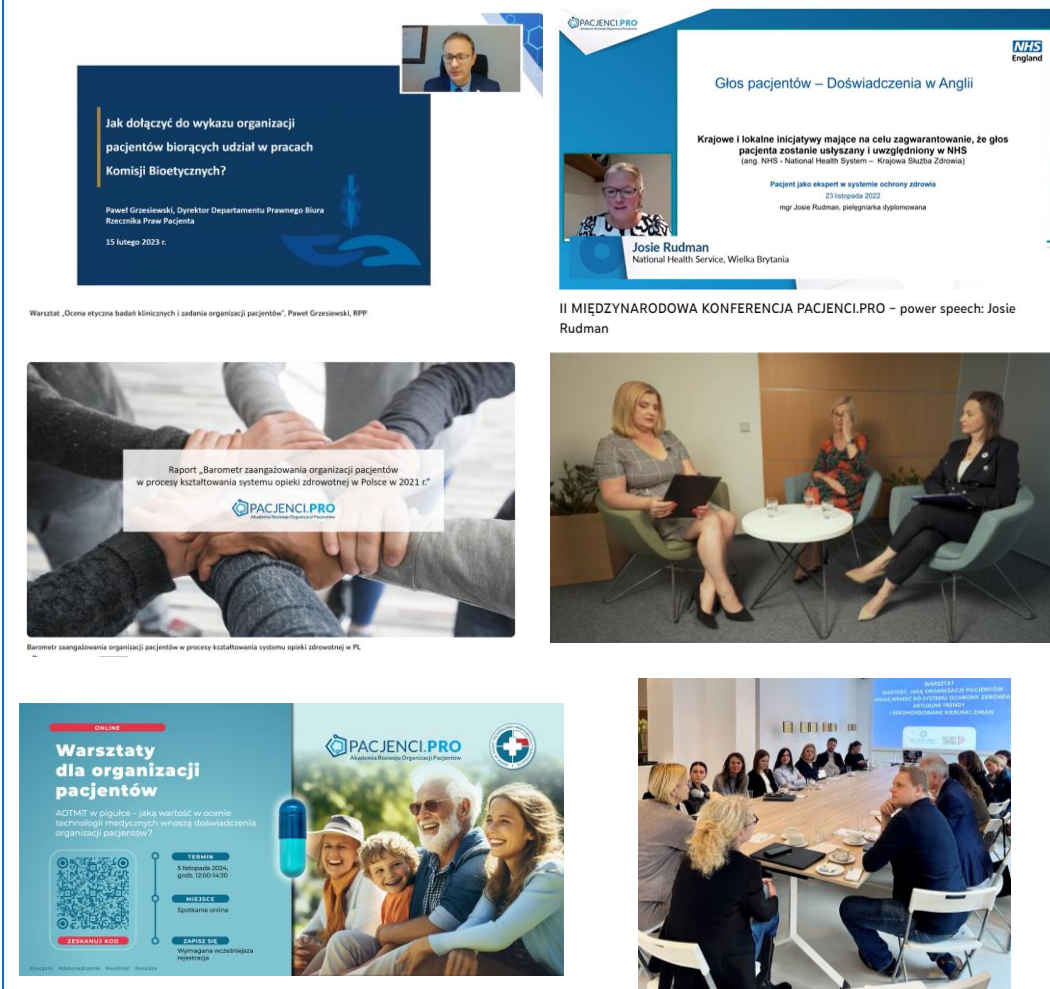 Jak dołączyć do wykazu organizacji
pacjentów biorących udział w pracach
Komisji Bioetycznych?
Paweł Grzesiewski, Dyrektor Departamentu Prawnego Biura
Rzecznika Praw Pacjenta
15 lutego 2023 r.
Warsztat „Ocena etyczna badań klinicznych i zadania organizacji pacjentów", Paweł Grzesiewski, RPP
PACJENCI.PRO
Akademia Rozwoju Organizacji Pacjentów
NHS
England
Głos pacjentów – Doświadczenia w Anglii
Krajowe i lokalne inicjatywy mające na celu zagwarantowanie, że głos
pacjenta zostanie usłyszany i uwzględniony w NHS
(ang. NHS - National Health System – Krajowa Służba Zdrowia)
Pacjent jako ekspert w systemie ochrony zdrowia
23 listopada 2022
mgr Josie Rudman, pielęgniarka dyplomowana
Josie Rudman
National Health Service, Wielka Brytania
II MIĘDZYNARODOWA KONFERENCJA PACJENCI.PRO – power speech: Josie
Rudman
Raport „Barometr zaangażowania organizacji pacjentów
w procesy kształtowania systemu opieki zdrowotnej w Polsce w 2021 r."
PACJENCI.PRO
Akademia Rozwoju Organizacji Pacjentów
Barometr zaangażowania organizacji pacjentów w procesy kształtowania systemu opieki zdrowotnej w PL
ONLINE
Warsztaty
dla organizacji
pacjentów
AOTMiT w pigułce – jaką wartość w ocenie
technologii medycznych wnoszą doświadczenia
organizacji pacjentów?
TERMIN
5 listopada 2024,
godz. 12:00-14:30
MIEJSCE
Spotkanie online
ZAPISZ SIĘ
Wymagana wcześniejsza
rejestracja
ZESKANUJ KOD
#pacjent #doświadczenie #wartość #wiedza
PACJENCI.PRO
Akademia Rozwoju Organizacji Pacjentów
WARSZTAT
WARTOŚĆ, JAKĄ ORGANIZACJE PACJENTÓW
MOGĄ WNIEŚĆ DO SYSTEMU OCHRONY ZDROWIA
AKTUALNE TRENDY
I REKOMENDOWANE KIERUNKI ZMIAN